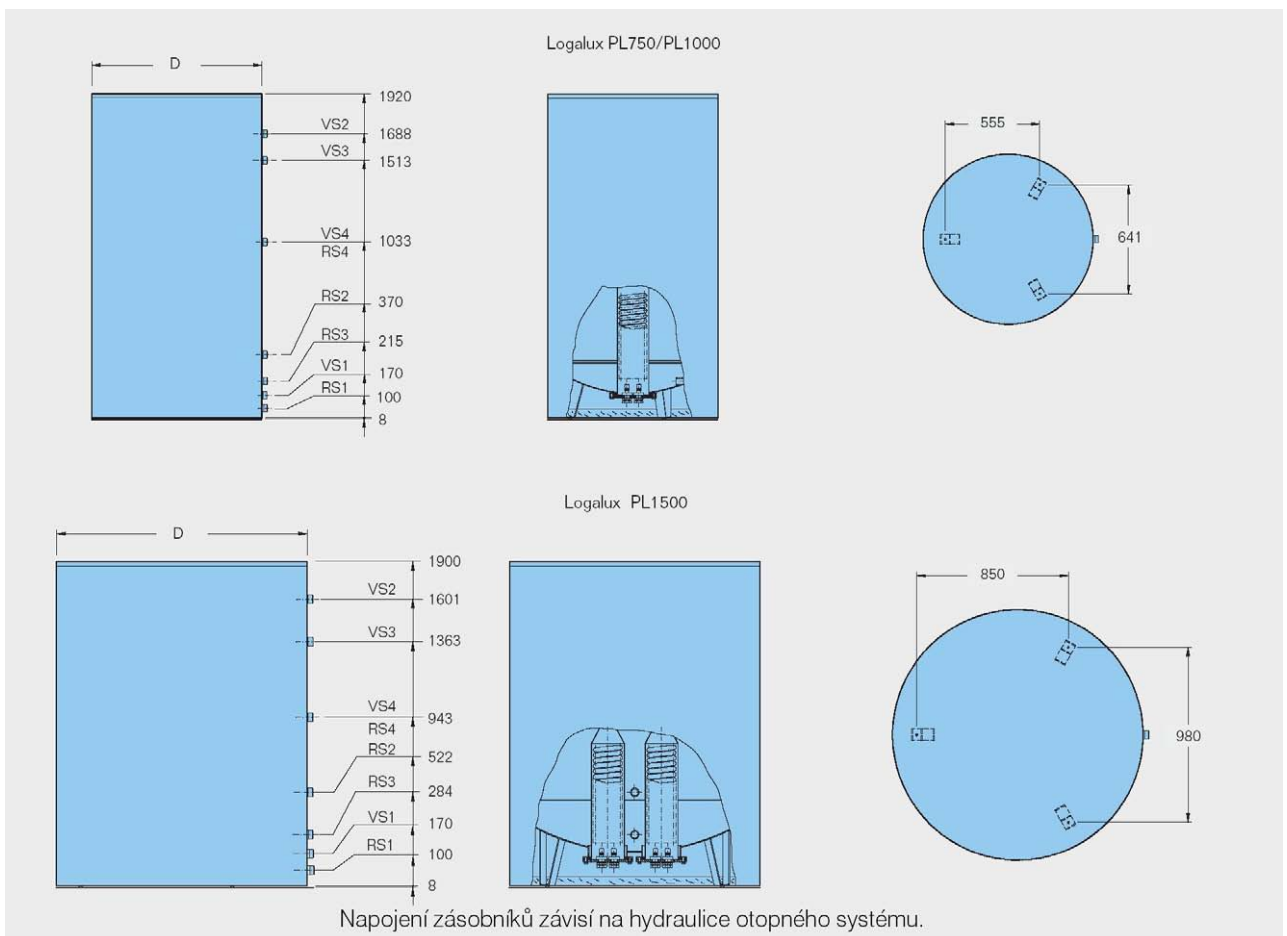 Logalux PL750/PL1000
D
1920
VS2
1688
VS3
1513
VS4
1033
RS4
RS2
370
RS3
215
VS1
170
RS1
100
8
555
641
Logalux PL1500
D
1900
VS2
1601
VS3
1363
VS4
943
RS4
RS2
522
RS3
284
VS1
170
RS1
100
8
850
980
Napojení zásobníků závisí na hydraulice otopného systému.